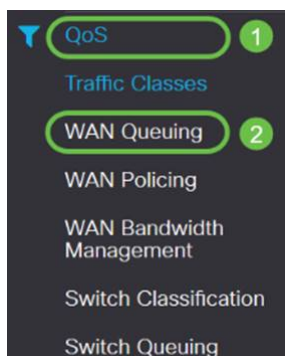 QoS 1
Traffic Classes
WAN Queuing 2
WAN Policing
WAN Bandwidth
Management
Switch Classification
Switch Queuing